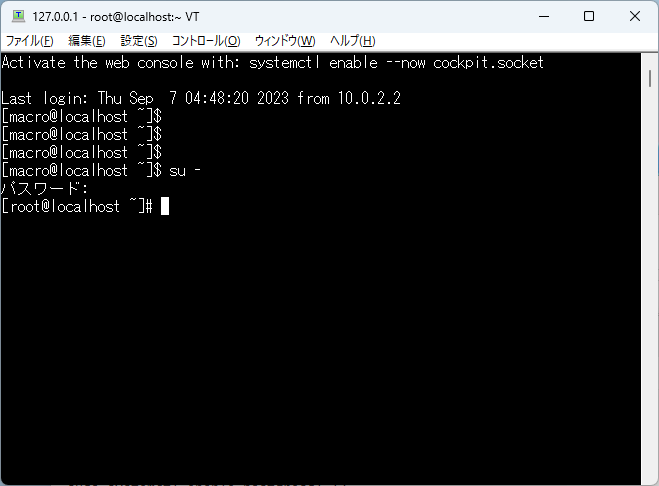 127.0.0.1 - root@localhost:~ VT
ファイル(F) 編集(E) 設定(S) コントロール(O) ウィンドウ(W) ヘルプ(H)
Activate the web console with: systemctl enable --now cockpit.socket
Last login: Thu Sep  7 04:48:20 2023 from 10.0.2.2
[macro@localhost ~]$
[macro@localhost ~]$
[macro@localhost ~]$
[macro@localhost ~]$ su -
パスワード:
[root@localhost ~]#